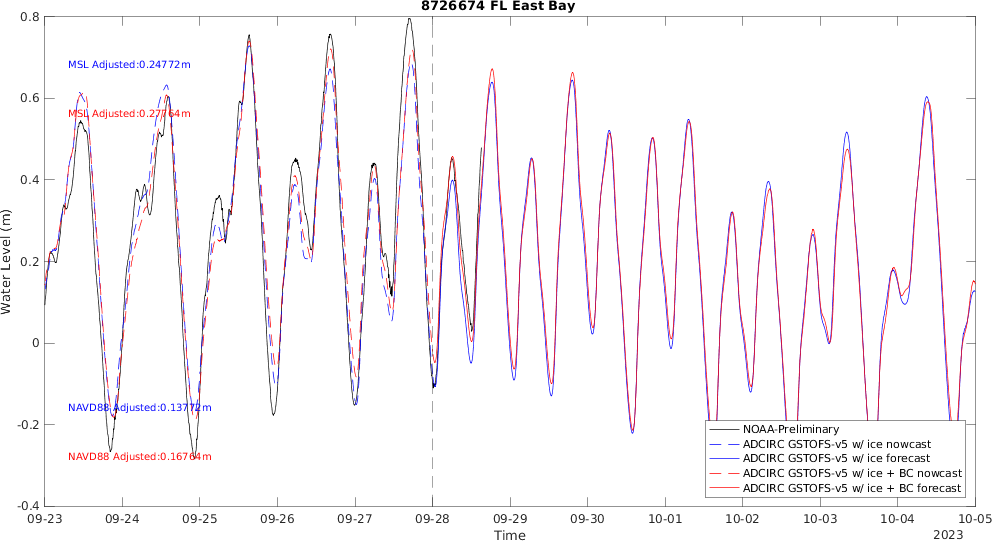 8726674 FL East Bay
0.8
0.6
0.4
0.2
0
-0.2
-0.4
Water Level (m)
MSL Adjusted:0.24772m
MSL Adjusted:0.27764m
NAVD88 Adjusted:0.13772m
NAVD88 Adjusted:0.16764m
NOAA-Preliminary
ADCIRC GSTOFS-v5 w/ ice nowcast
ADCIRC GSTOFS-v5 w/ ice forecast
ADCIRC GSTOFS-v5 w/ ice + BC nowcast
ADCIRC GSTOFS-v5 w/ ice + BC forecast
09-23 09-24 09-25 09-26 09-27 09-28 09-29 09-30 10-01 10-02 10-03 10-04 10-05
Time
2023